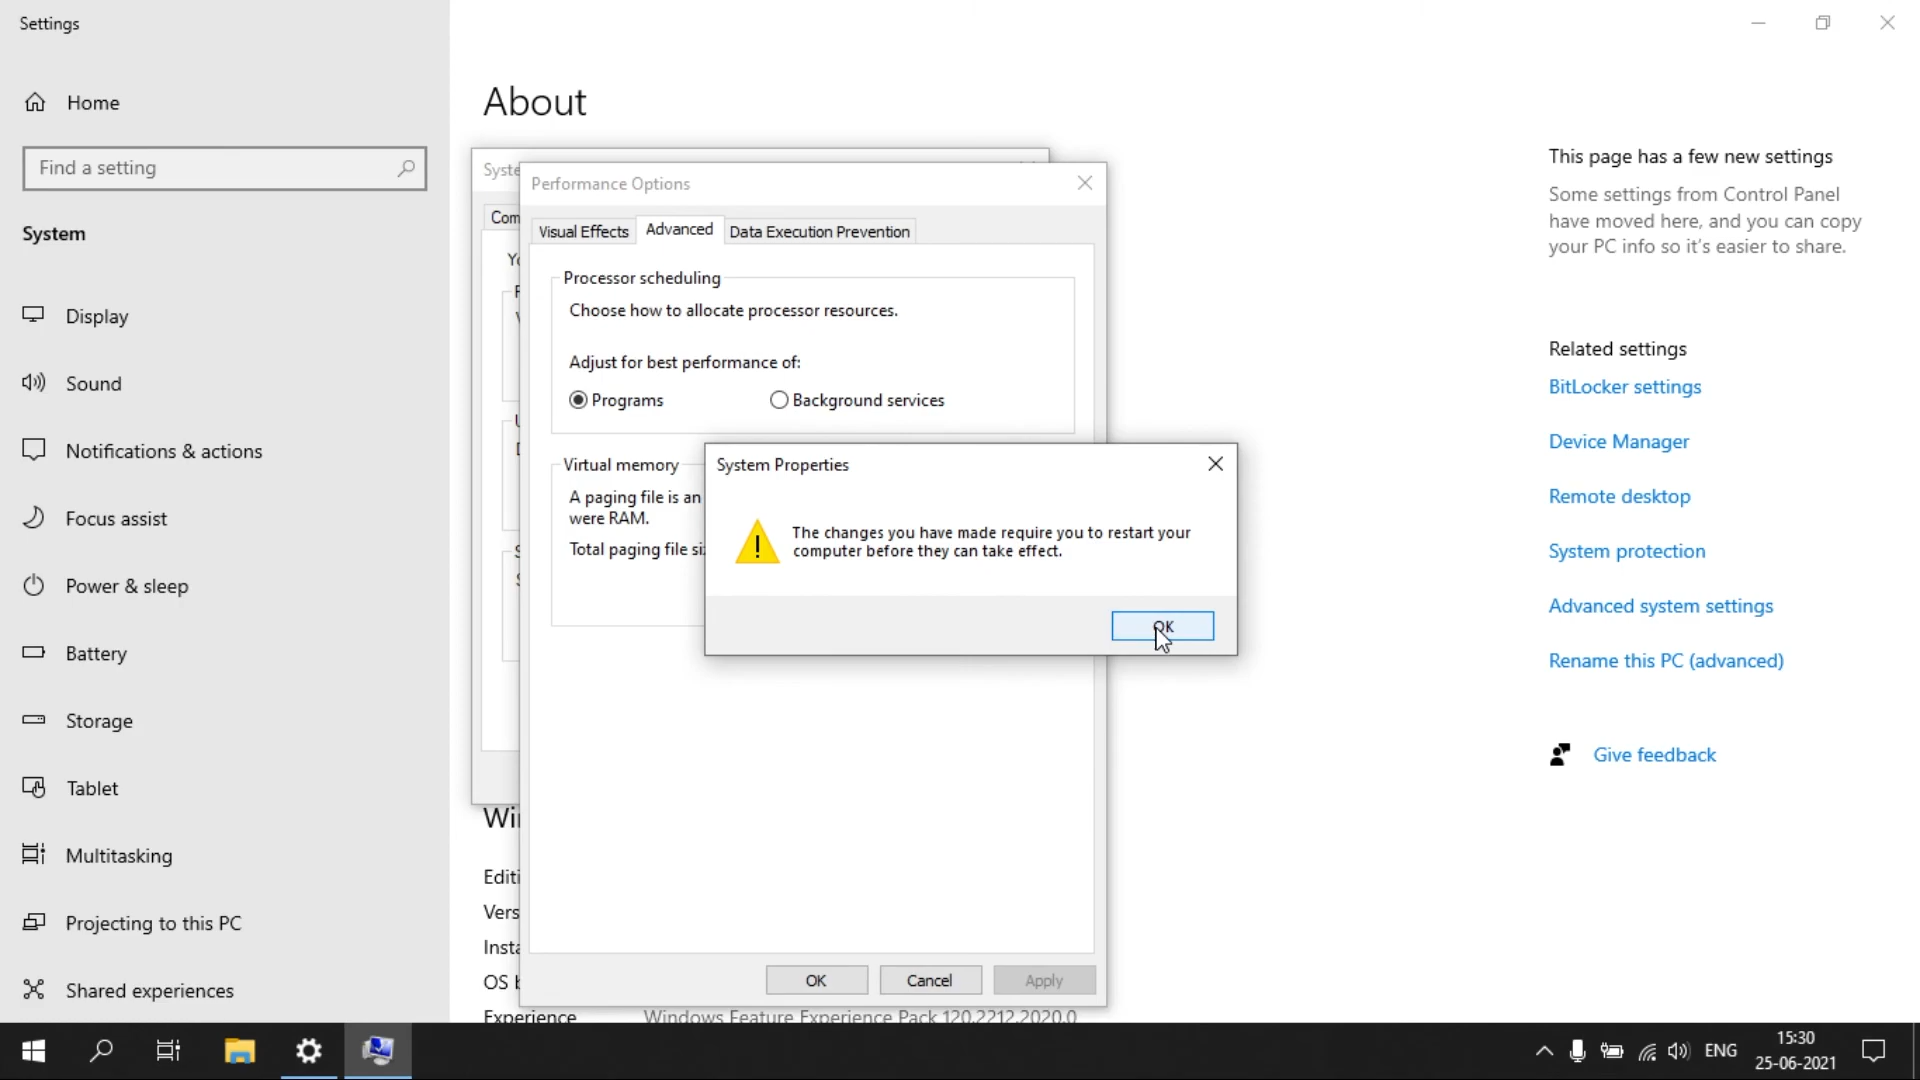 Settings
Home
Find a setting
System
Display
Sound
Notifications & actions
Focus assist
Power & sleep
Battery
Storage
Tablet
Multitasking
Projecting to this PC
Shared experiences
About
Performance Options
Visual Effects
Advanced
Data Execution Prevention
Processor scheduling
Choose how to allocate processor resources.
Adjust for best performance of:
Programs
Background services
Virtual memory
A paging file is an
were RAM.
Total paging file
System Properties
The changes you have made require you to restart your
computer before they can take effect.
OK
OK
Cancel
Apply
Experience
Windows Feature Experience Pack 120.2212.2020.0
This page has a few new settings
Some settings from Control Panel
have moved here, and you can copy
your PC info so it's easier to share.
Related settings
BitLocker settings
Device Manager
Remote desktop
System protection
Advanced system settings
Rename this PC (advanced)
Give feedback
ENG
15:30
25-06-2021